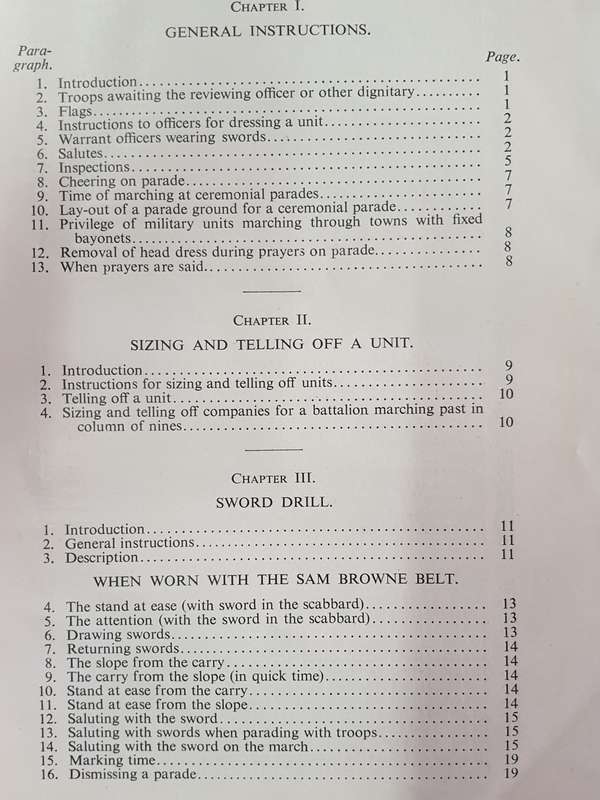 CHAPTER I.
GENERAL INSTRUCTIONS.
Para-
graph.
Page.
1. Introduction........................................ 1
2. Troops awaiting the reviewing officer or other dignitary.......... 1
3. Flags........................................ 1
4. Instructions to officers for dressing a unit...................... 2
5. Warrant officers wearing swords.............................. 2
6. Salutes........................................ 2
7. Inspections........................................ 5
8. Cheering on parade........................................ 7
9. Time of marching at ceremonial parades....................... 7
10. Lay-out of a parade ground for a ceremonial parade............ 7
11. Privilege of military units marching through towns with fixed
bayonets........................................ 8
12. Removal of head dress during prayers on parade............... 8
13. When prayers are said........................................ 8
CHAPTER II.
SIZING AND TELLING OFF A UNIT.
1. Introduction........................................ 9
2. Instructions for sizing and telling off units...................... 9
3. Telling off a unit........................................ 10
4. Sizing and telling off companies for a battalion marching past in
column of nines........................................ 10
CHAPTER III.
SWORD DRILL.
1. Introduction........................................ 11
2. General instructions........................................ 11
3. Description........................................ 11
WHEN WORN WITH THE SAM BROWNE BELT.
4. The stand at ease (with sword in the scabbard).................. 13
5. The attention (with the sword in the scabbard)................. 13
6. Drawing swords........................................ 13
7. Returning swords........................................ 14
8. The slope from the carry................................... 14
9. The carry from the slope (in quick time)........................ 14
10. Stand at ease from the carry................................... 14
11. Stand at ease from the slope................................... 14
12. Saluting with the sword........................................ 15
13. Saluting with swords when parading with troops................ 15
14. Saluting with the sword on the march.......................... 15
15. Marking time........................................ 19
16. Dismissing a parade........................................ 19